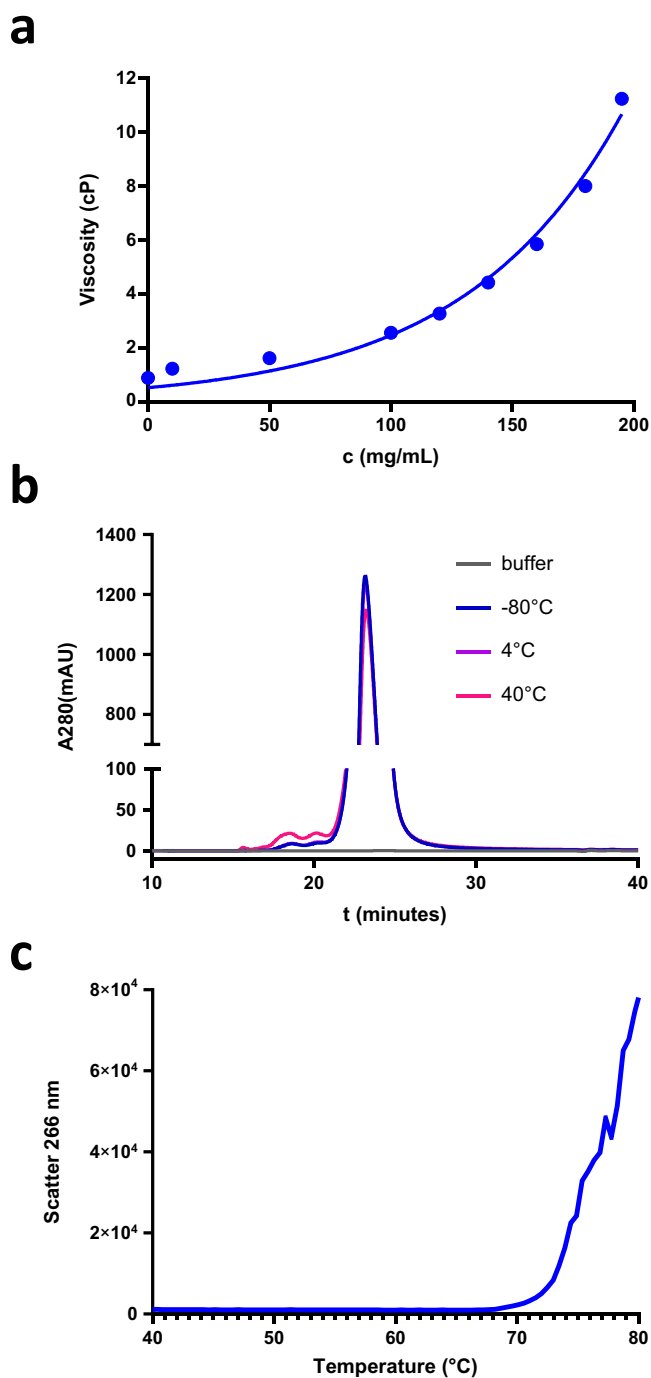 a
12
10
8
6
4
2
0
Viscosity (cP)
0 50 100 150 200
c (mg/mL)
b
1400
1200
1000
800
100
50
0
A280(mAU)
buffer
-80°C
4°C
40°C
10 20 30 40
t (minutes)
c
8×10⁴
6×10⁴
4×10⁴
2×10⁴
0
Scatter 266 nm
40 50 60 70 80
Temperature (°C)